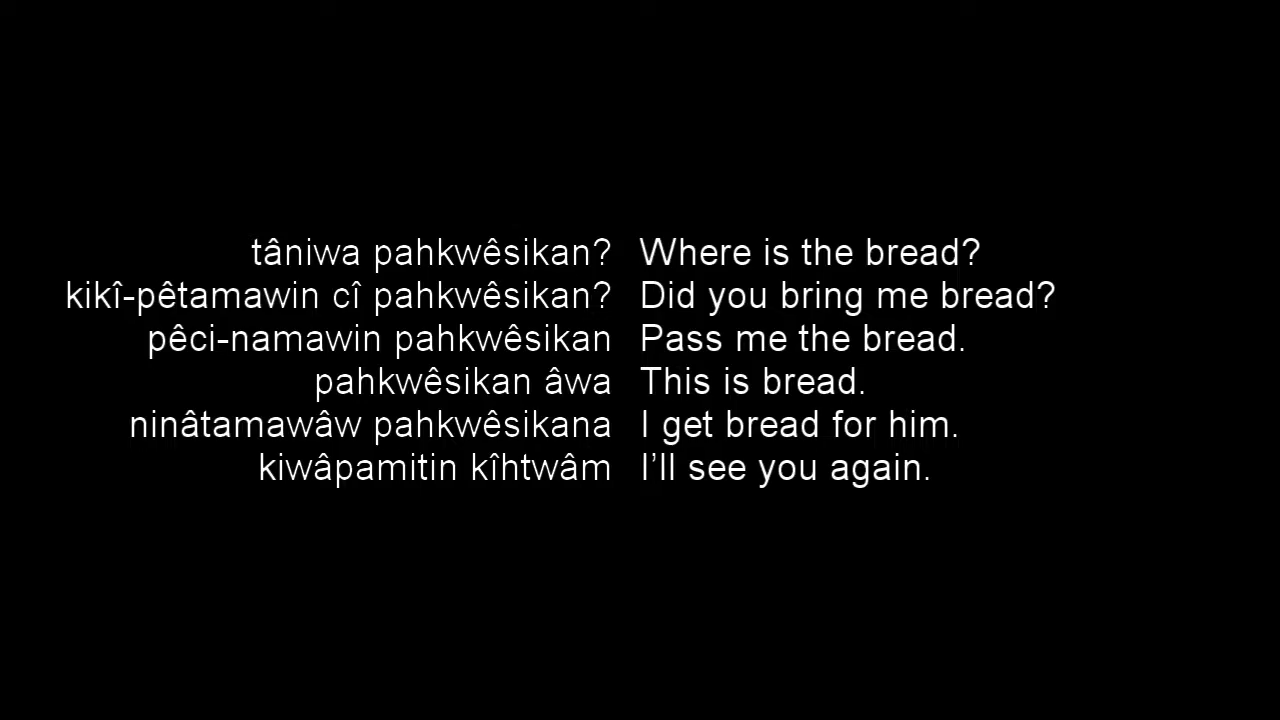 tâniwa pahkwêsikan? Where is the bread?
kikî-pêtamawin cî pahkwêsikan? Did you bring me bread?
pêci-namawin pahkwêsikan Pass me the bread.
pahkwêsikan âwa This is bread.
ninâtamawâw pahkwêsikana I get bread for him.
kiwâpamitin kîhtwâm I’ll see you again.